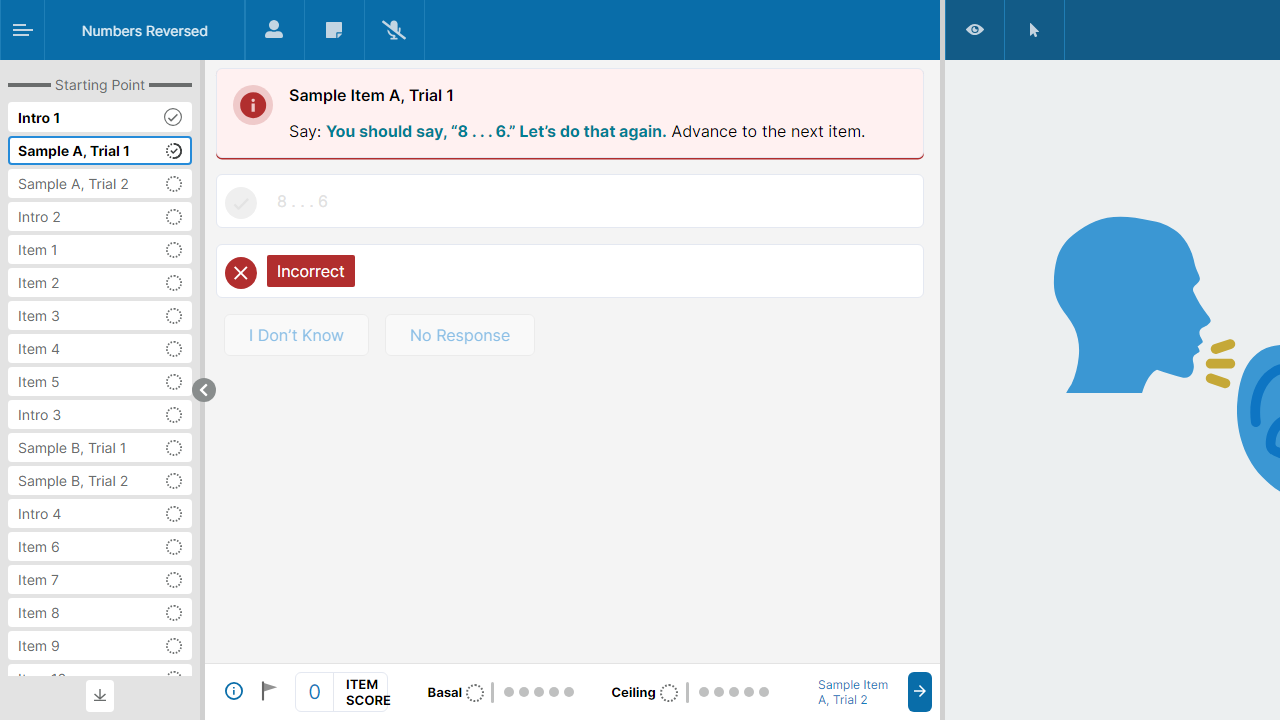 Numbers Reversed
Starting Point
Intro 1
Sample A, Trial 1
Sample A, Trial 2
Intro 2
Item 1
Item 2
Item 3
Item 4
Item 5
Intro 3
Sample B, Trial 1
Sample B, Trial 2
Intro 4
Item 6
Item 7
Item 8
Item 9
Sample Item A, Trial 1
Say: You should say, “8 . . . 6.” Let’s do that again. Advance to the next item.
8 . . . 6
Incorrect
I Don’t Know
No Response
0
ITEM
SCORE
Basal
Ceiling
Sample Item
A, Trial 2